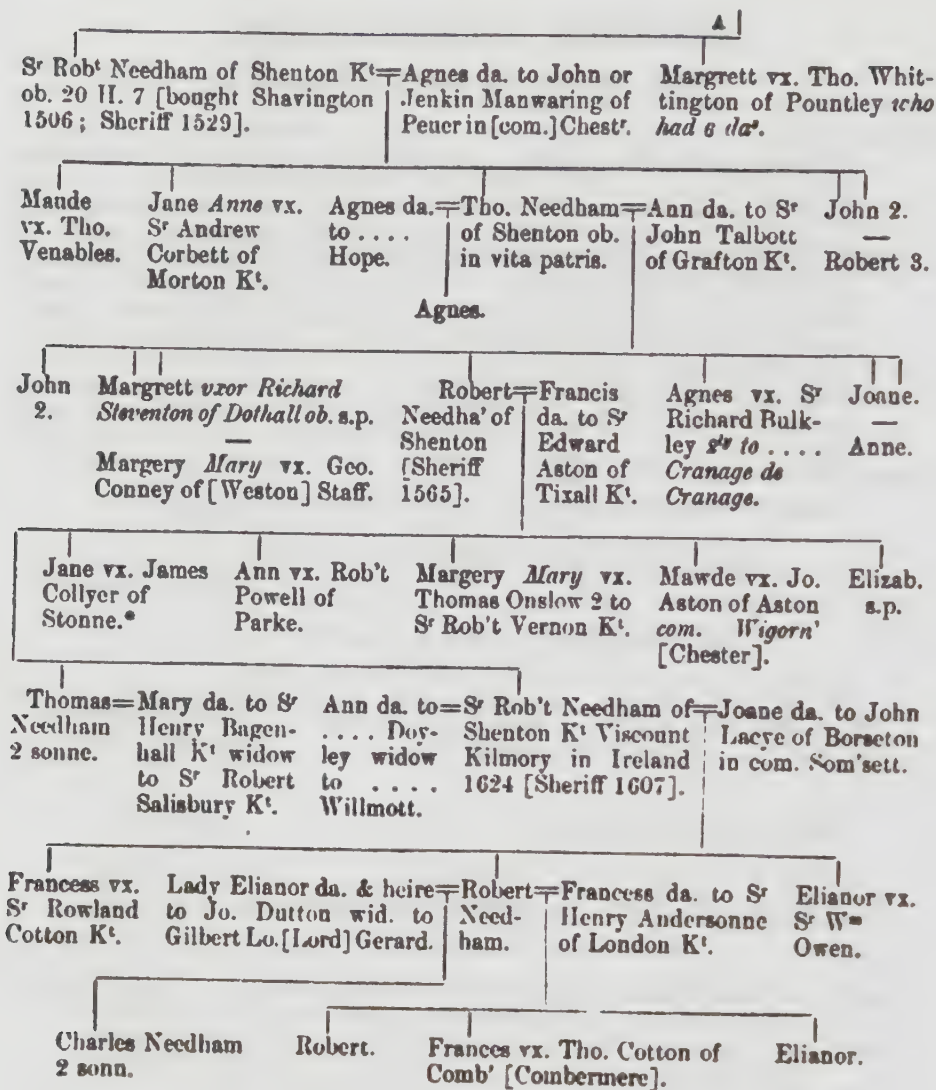 A
Sʳ Robᵗ Needham of Shenton Kᵗ
ob. 20 H. 7 [bought Shavington
1506; Sheriff 1529].
Agnes da. to John or
Jenkin Manwaring of
Peuer in [com.] Chestʳ.
Margrett vx. Tho. Whit-
tington of Pountley who
had 6 daˢ.
Maude
vx. Tho.
Venables.
Jane Anne vx.
Sʳ Andrew
Corbett of
Morton Kᵗ.
Agnes da.
to ....
Hope.
Tho. Needham
of Shenton ob.
in vita patris.
Ann da. to Sʳ
John Talbott
of Grafton Kᵗ.
John 2.
—
Robert 3.
Agnes.
John
2.
Margrett vxor Richard
Steventon of Dothall ob. s.p.
—
Margery Mary vx. Geo.
Conney of [Weston] Staff.
Robert
Needha' of
Shenton
[Sheriff
1565].
Francis
da. to Sʳ
Edward
Aston of
Tixall Kᵗ.
Agnes vx. Sʳ
Richard Bulk-
ley to ....
Cranage de
Cranage.
Joane.
—
Anne.
Jane vx. James
Collyer of
Stonne.*
Ann vx. Rob't
Powell of
Parke.
Margery Mary vx.
Thomas Onslow 2 to
Sʳ Rob't Vernon Kᵗ.
Mawde vx. Jo.
Aston of Aston
com. Wigorn'
[Chester].
Elizab.
s.p.
Thomas=
Needham
2 sonne.
Mary da. to Sʳ
Henry Bagen-
hall Kᵗ widow
to Sʳ Robert
Salisbury Kᵗ.
Ann da. to=
.... Doy-
ley widow
to ....
Willmott.
Sʳ Rob't Needham of
Shenton Kᵗ Viscount
Kilmory in Ireland
1624 [Sheriff 1607].
Joane da. to John
Lacye of Borseton
in com. Som'sett.
Francess vx.
Sʳ Rowland
Cotton Kᵗ.
Lady Elianor da. & heire
to Jo. Dutton wid. to
Gilbert Lo. [Lord] Gerard.
Robert
Need-
ham.
Francess da. to Sʳ
Henry Andersonne
of London Kᵗ.
Elianor vx.
Sʳ Wᵐ
Owen.
Charles Needham
2 sonn.
Robert.
Frances vx. Tho. Cotton of
Comb' [Combermere].
Elianor.